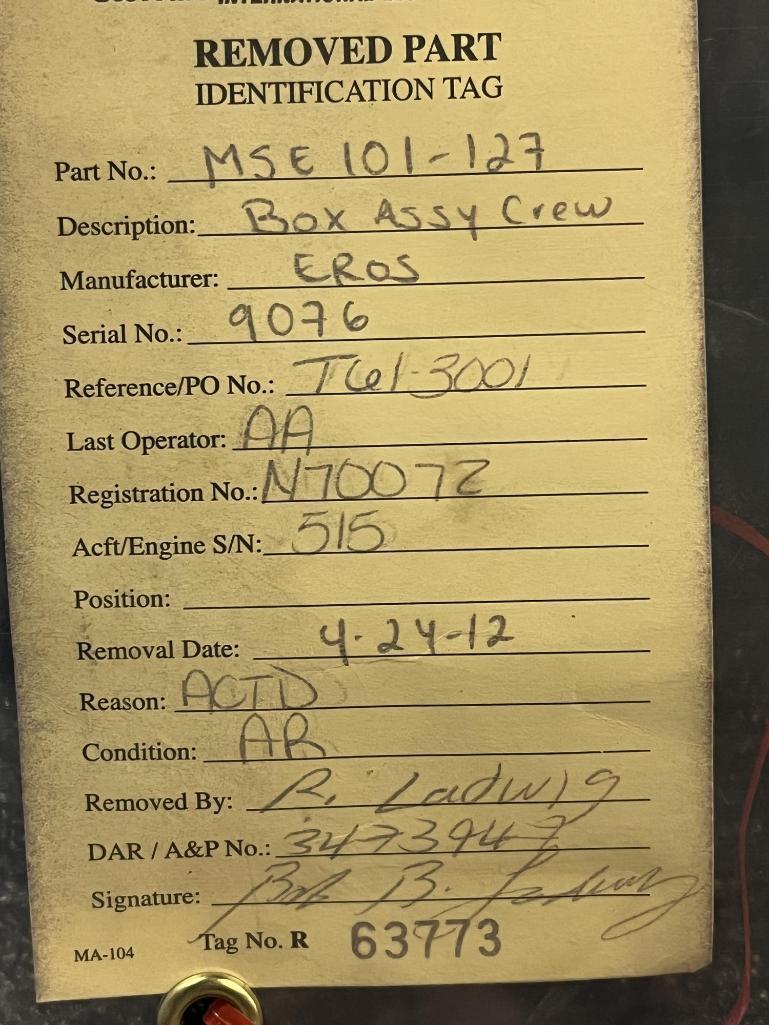 INTERNATIONAL
REMOVED PART
IDENTIFICATION TAG
Part No.: MSE 101-127
Description: Box Assy Crew
Manufacturer: EROS
Serial No.: 9076
Reference/PO No.: T61-3001
Last Operator: AA
Registration No.: N7007Z
Acft/Engine S/N: 515
Position:
Removal Date: 4-24-12
Reason: ACTD
Condition: AR
Removed By: R. Ladwig
DAR / A&P No.: 3473947
Signature: B.
MA-104 Tag No. R 63773